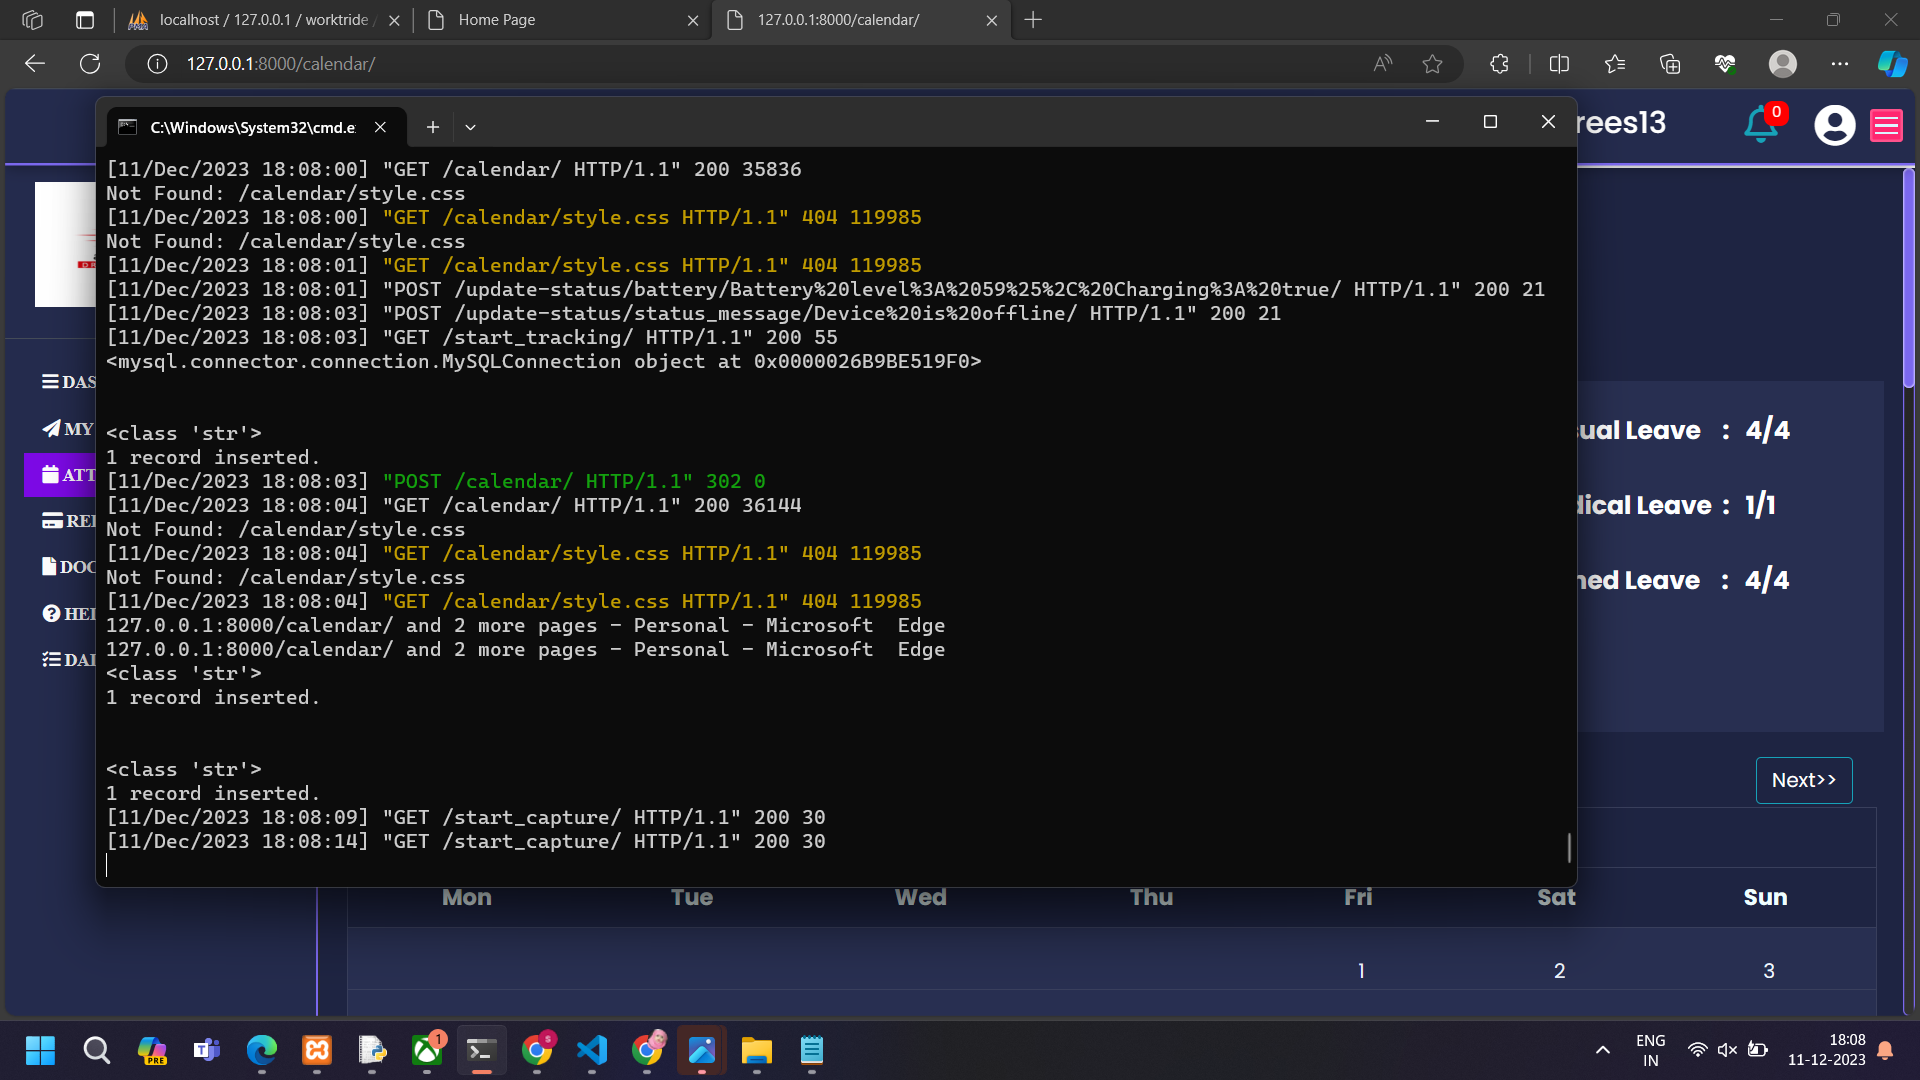 localhost / 127.0.0.1 / worktride /
Home Page
127.0.0.1:8000/calendar/
127.0.0.1:8000/calendar/
C:\Windows\System32\cmd.e
rees13
0
[11/Dec/2023 18:08:00] "GET /calendar/ HTTP/1.1" 200 35836
Not Found: /calendar/style.css
[11/Dec/2023 18:08:00] "GET /calendar/style.css HTTP/1.1" 404 119985
Not Found: /calendar/style.css
[11/Dec/2023 18:08:01] "GET /calendar/style.css HTTP/1.1" 404 119985
[11/Dec/2023 18:08:01] "POST /update-status/battery/Battery%20level%3A%2059%25%2C%20Charging%3A%20true/ HTTP/1.1" 200 21
[11/Dec/2023 18:08:03] "POST /update-status/status_message/Device%20is%20offline/ HTTP/1.1" 200 21
[11/Dec/2023 18:08:03] "GET /start_tracking/ HTTP/1.1" 200 55
<mysql.connector.connection.MySQLConnection object at 0x0000026B9BE519F0>
<class 'str'>
1 record inserted.
[11/Dec/2023 18:08:03] "POST /calendar/ HTTP/1.1" 302 0
[11/Dec/2023 18:08:04] "GET /calendar/ HTTP/1.1" 200 36144
Not Found: /calendar/style.css
[11/Dec/2023 18:08:04] "GET /calendar/style.css HTTP/1.1" 404 119985
Not Found: /calendar/style.css
[11/Dec/2023 18:08:04] "GET /calendar/style.css HTTP/1.1" 404 119985
127.0.0.1:8000/calendar/ and 2 more pages - Personal - Microsoft  Edge
127.0.0.1:8000/calendar/ and 2 more pages - Personal - Microsoft  Edge
<class 'str'>
1 record inserted.
<class 'str'>
1 record inserted.
[11/Dec/2023 18:08:09] "GET /start_capture/ HTTP/1.1" 200 30
[11/Dec/2023 18:08:14] "GET /start_capture/ HTTP/1.1" 200 30
DAS
MY
ATT
REI
DOC
HEI
DAI
sual Leave : 4/4
dical Leave : 1/1
ned Leave : 4/4
Next>>
Mon Tue Wed Thu Fri Sat Sun
1 2 3
PRE
1
ENG
IN
18:08
11-12-2023